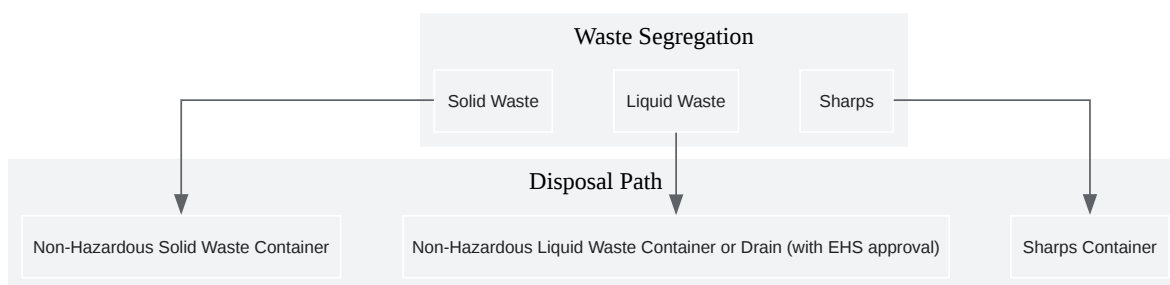 Waste Segregation
Solid Waste
Liquid Waste
Sharps
Disposal Path
Non-Hazardous Solid Waste Container
Non-Hazardous Liquid Waste Container or Drain (with EHS approval)
Sharps Container